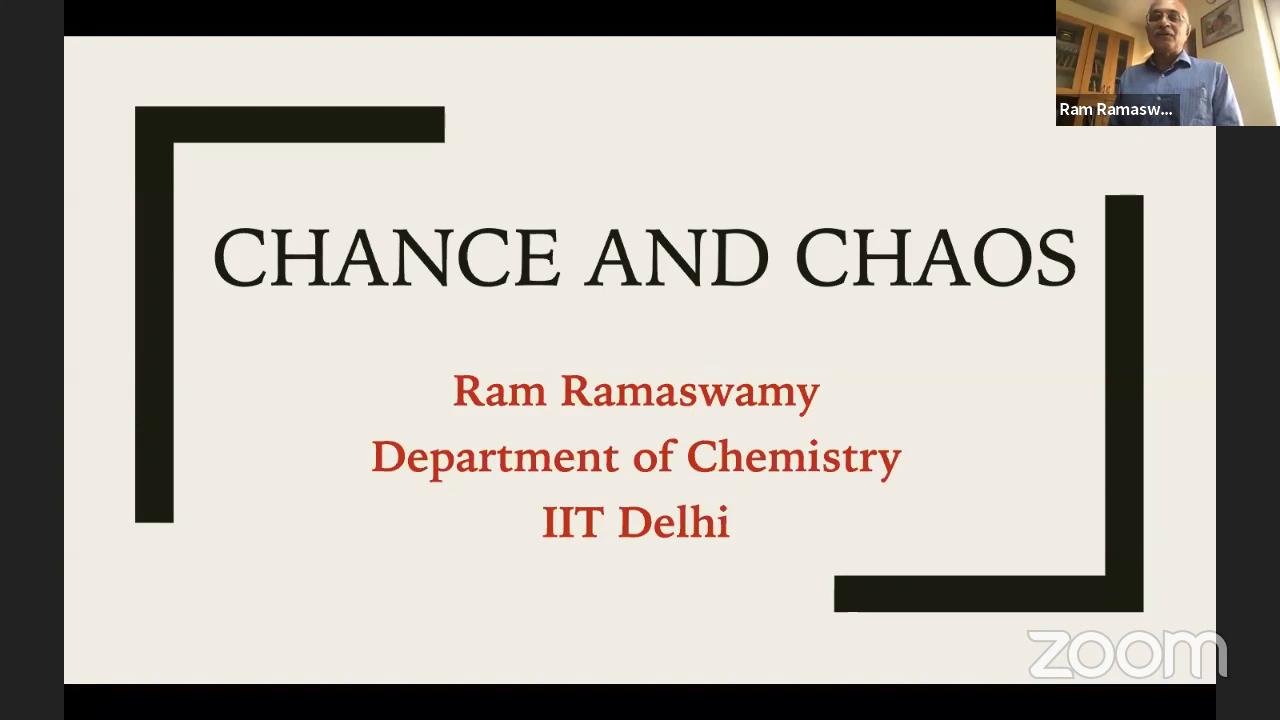 Ram Ramasw...
CHANCE AND CHAOS
Ram Ramaswamy
Department of Chemistry
IIT Delhi
zoom